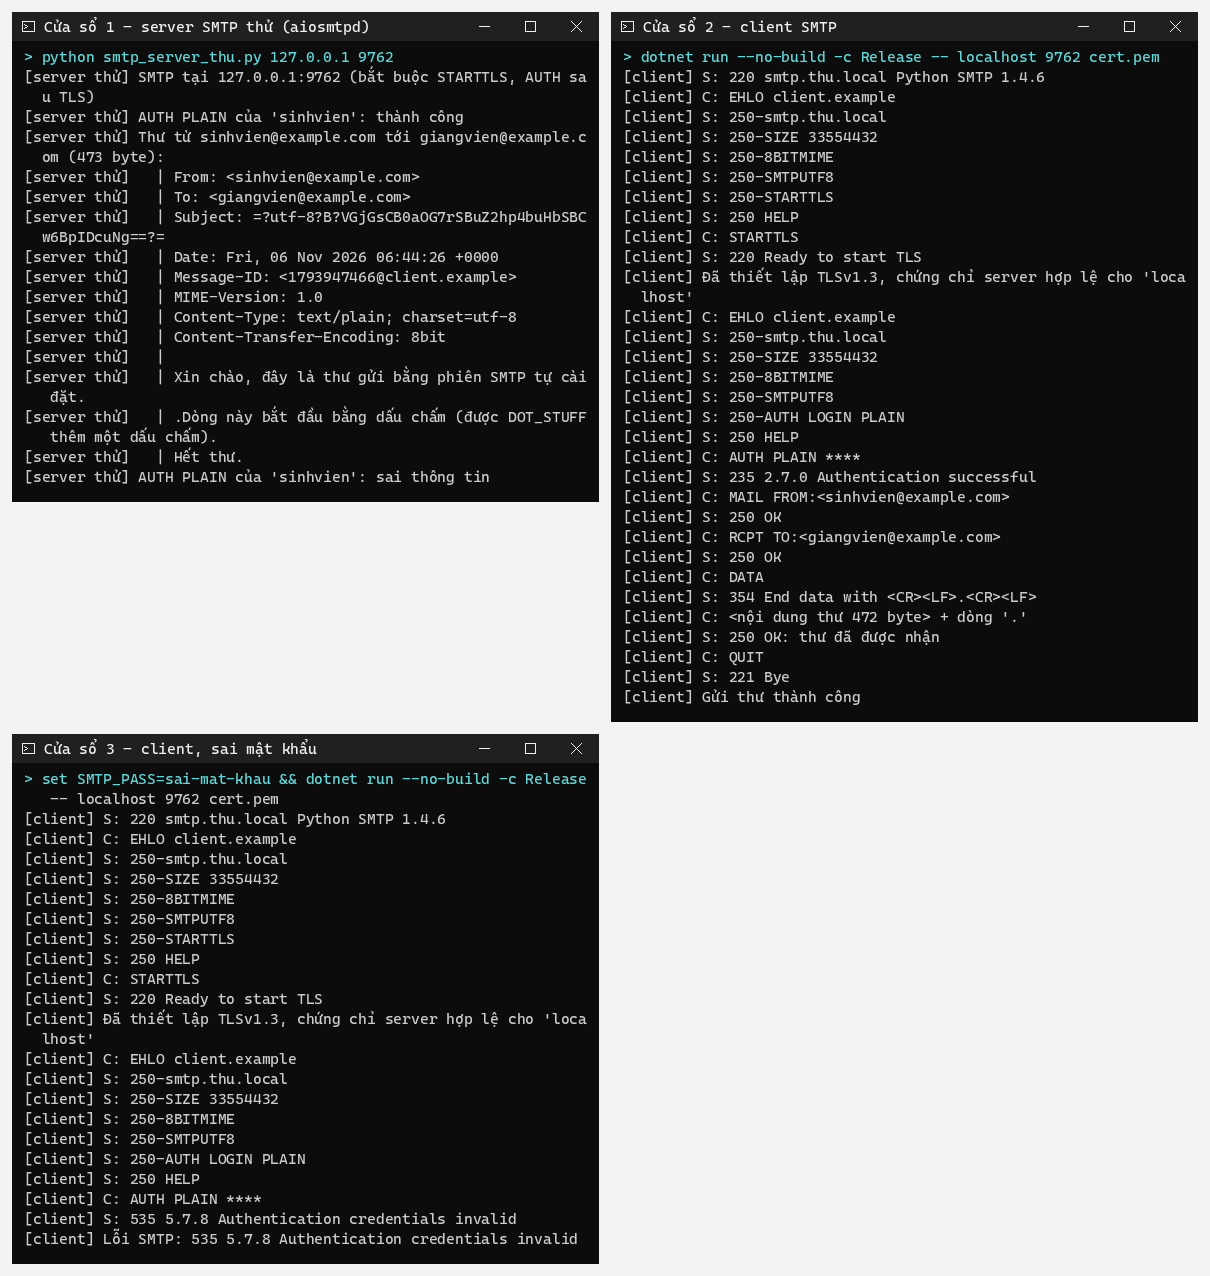 Cửa sổ 1 – server SMTP thử (aiosmtpd)
> python smtp_server_thu.py 127.0.0.1 9762
[server thử] SMTP tại 127.0.0.1:9762 (bắt buộc STARTTLS, AUTH sa
u TLS)
[server thử] AUTH PLAIN của 'sinhvien': thành công
[server thử] Thư từ sinhvien@example.com tới giangvien@example.c
om (473 byte):
[server thử]   | From: <sinhvien@example.com>
[server thử]   | To: <giangvien@example.com>
[server thử]   | Subject: =?utf-8?B?VGjGsCB0aOG7rSBuZ2hp4buHbSBC
w6BpIDcuNg==?=
[server thử]   | Date: Fri, 06 Nov 2026 06:44:26 +0000
[server thử]   | Message-ID: <1793947466@client.example>
[server thử]   | MIME-Version: 1.0
[server thử]   | Content-Type: text/plain; charset=utf-8
[server thử]   | Content-Transfer-Encoding: 8bit
[server thử]   |
[server thử]   | Xin chào, đây là thư gửi bằng phiên SMTP tự cài
đặt.
[server thử]   | .Dòng này bắt đầu bằng dấu chấm (được DOT_STUFF
thêm một dấu chấm).
[server thử]   | Hết thư.
[server thử] AUTH PLAIN của 'sinhvien': sai thông tin
Cửa sổ 2 – client SMTP
> dotnet run --no-build -c Release -- localhost 9762 cert.pem
[client] S: 220 smtp.thu.local Python SMTP 1.4.6
[client] C: EHLO client.example
[client] S: 250-smtp.thu.local
[client] S: 250-SIZE 33554432
[client] S: 250-8BITMIME
[client] S: 250-SMTPUTF8
[client] S: 250-STARTTLS
[client] S: 250 HELP
[client] C: STARTTLS
[client] S: 220 Ready to start TLS
[client] Đã thiết lập TLSv1.3, chứng chỉ server hợp lệ cho 'loca
lhost'
[client] C: EHLO client.example
[client] S: 250-smtp.thu.local
[client] S: 250-SIZE 33554432
[client] S: 250-8BITMIME
[client] S: 250-SMTPUTF8
[client] S: 250-AUTH LOGIN PLAIN
[client] S: 250 HELP
[client] C: AUTH PLAIN ****
[client] S: 235 2.7.0 Authentication successful
[client] C: MAIL FROM:<sinhvien@example.com>
[client] S: 250 OK
[client] C: RCPT TO:<giangvien@example.com>
[client] S: 250 OK
[client] C: DATA
[client] S: 354 End data with <CR><LF>.<CR><LF>
[client] C: <nội dung thư 472 byte> + dòng '.'
[client] S: 250 OK: thư đã được nhận
[client] C: QUIT
[client] S: 221 Bye
[client] Gửi thư thành công
Cửa sổ 3 – client, sai mật khẩu
> set SMTP_PASS=sai-mat-khau && dotnet run --no-build -c Release
-- localhost 9762 cert.pem
[client] S: 220 smtp.thu.local Python SMTP 1.4.6
[client] C: EHLO client.example
[client] S: 250-smtp.thu.local
[client] S: 250-SIZE 33554432
[client] S: 250-8BITMIME
[client] S: 250-SMTPUTF8
[client] S: 250-STARTTLS
[client] S: 250 HELP
[client] C: STARTTLS
[client] S: 220 Ready to start TLS
[client] Đã thiết lập TLSv1.3, chứng chỉ server hợp lệ cho 'loca
lhost'
[client] C: EHLO client.example
[client] S: 250-smtp.thu.local
[client] S: 250-SIZE 33554432
[client] S: 250-8BITMIME
[client] S: 250-SMTPUTF8
[client] S: 250-AUTH LOGIN PLAIN
[client] S: 250 HELP
[client] C: AUTH PLAIN ****
[client] S: 535 5.7.8 Authentication credentials invalid
[client] Lỗi SMTP: 535 5.7.8 Authentication credentials invalid